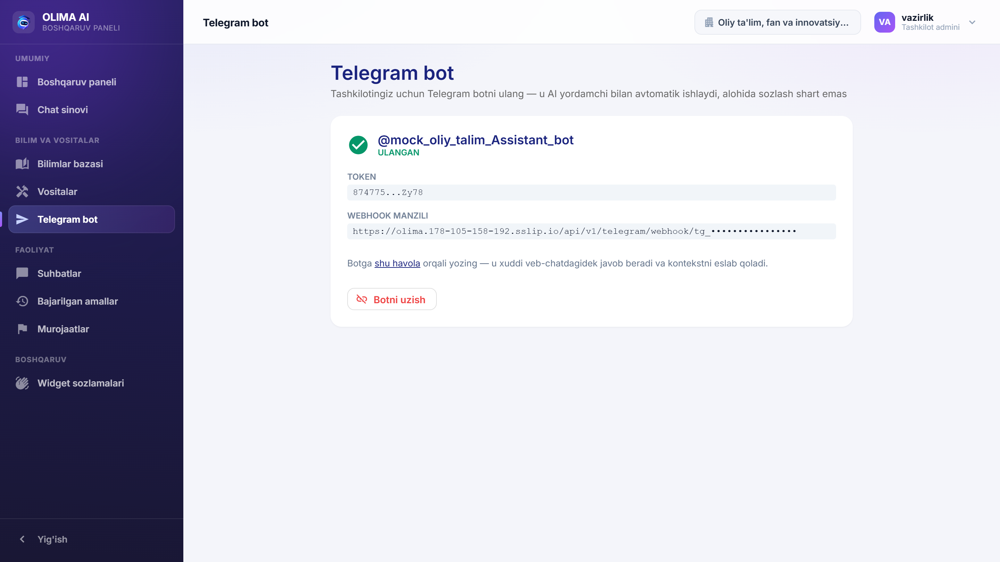 OLIMA AI
BOSHQARUV PANELI
UMUMIY
Boshqaruv paneli
Chat sinovi
BILIM VA VOSITALAR
Bilimlar bazasi
Vositalar
Telegram bot
FAOLIYAT
Suhbatlar
Bajarilgan amallar
Murojaatlar
BOSHQARUV
Widget sozlamalari
Yig'ish
Telegram bot
Oliy ta'lim, fan va innovatsiy...
VA
vazirlik
Tashkilot admini
Telegram bot
Tashkilotingiz uchun Telegram botni ulang — u AI yordamchi bilan avtomatik ishlaydi, alohida sozlash shart emas
@mock_oliy_talim_Assistant_bot
ULANGAN
TOKEN
874775...Zy78
WEBHOOK MANZILI
https://olima.178-105-158-192.sslip.io/api/v1/telegram/webhook/tg_••••••••••••••••
Botga shu havola orqali yozing — u xuddi veb-chatdagidek javob beradi va kontekstni eslab qoladi.
Botni uzish